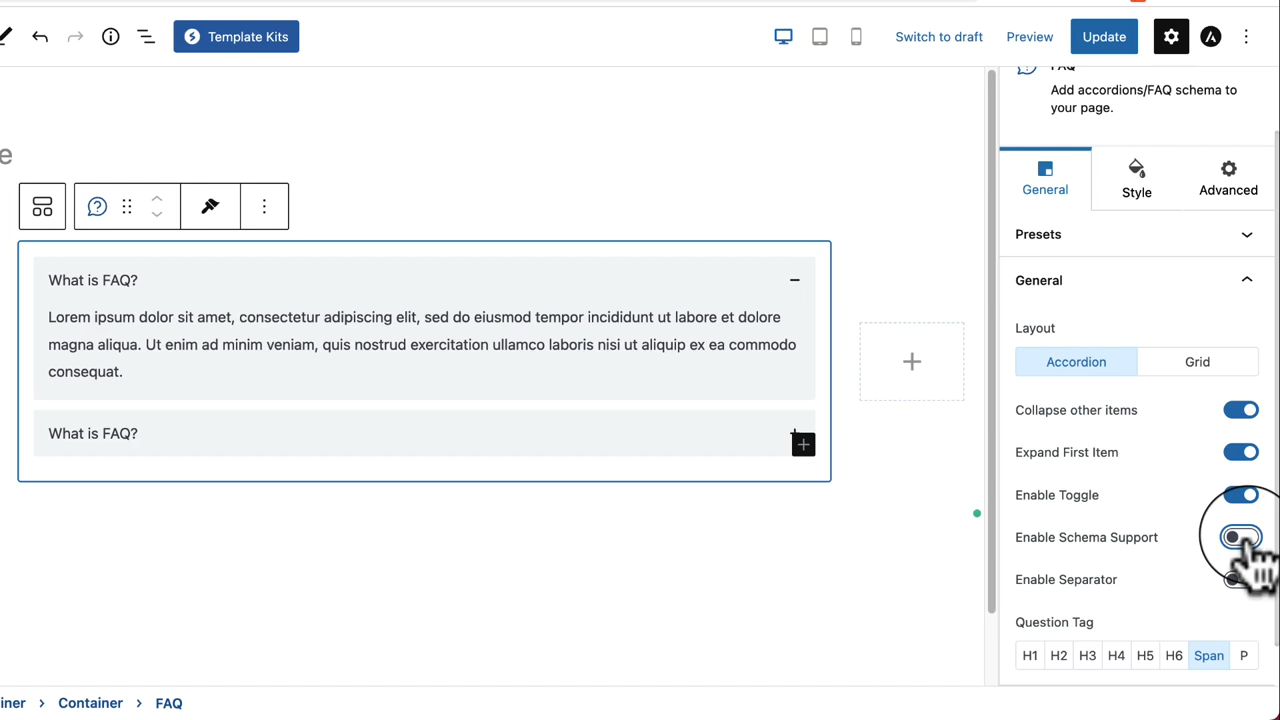 Template Kits
Switch to draft
Preview
Update
FAQ
Add accordions/FAQ schema to
your page.
e
General
Style
Advanced
Presets
General
What is FAQ?
Lorem ipsum dolor sit amet, consectetur adipiscing elit, sed do eiusmod tempor incididunt ut labore et dolore
magna aliqua. Ut enim ad minim veniam, quis nostrud exercitation ullamco laboris nisi ut aliquip ex ea commodo
consequat.
What is FAQ?
Layout
Accordion
Grid
Collapse other items
Expand First Item
Enable Toggle
Enable Schema Support
Enable Separator
Question Tag
H1 H2 H3 H4 H5 H6 Span P
iner > Container > FAQ